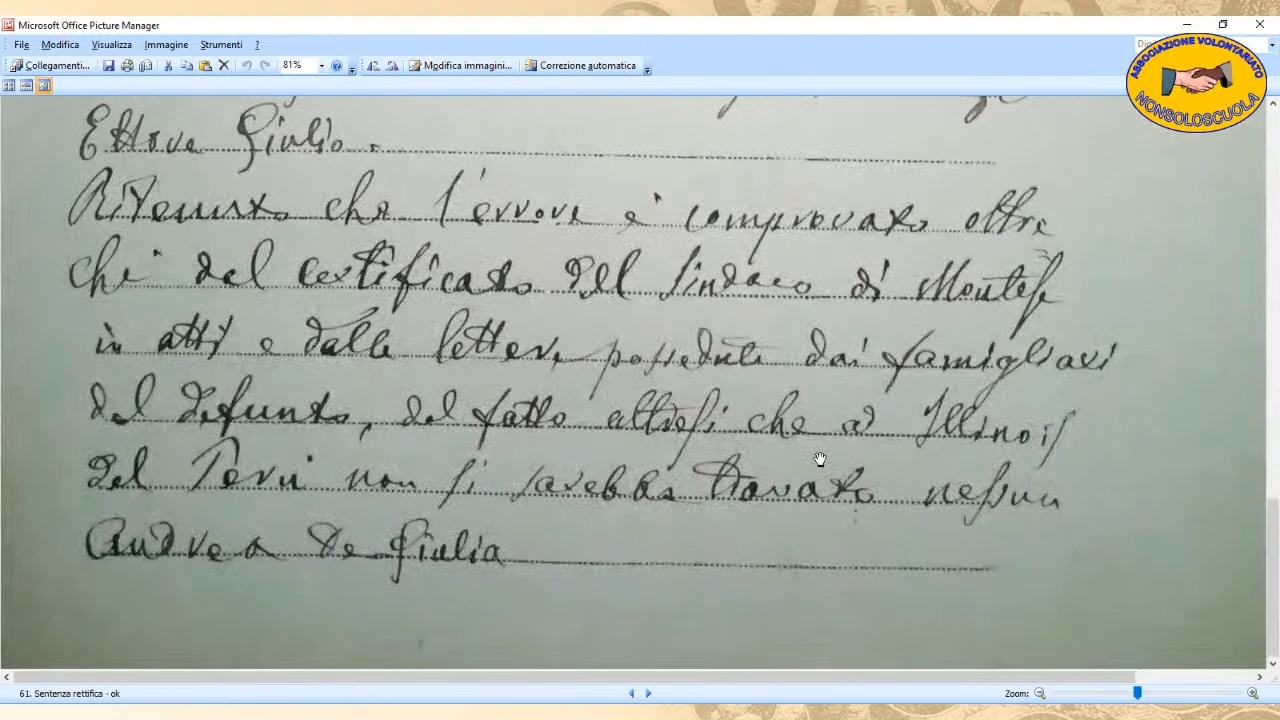 Microsoft Office Picture Manager
File Modifica Visualizza Immagine Strumenti ?
Collegamenti... 81% Modifica immagini... Correzione automatica
ASSOCIAZIONE VOLONTARIATO
NONSOLOSCUOLA
Ettore Giulio.
Ritenuto che l'errore è comprovato oltre
che dal certificato del Sindaco di
in atti e dalle lettere possedute dai famigliari
del defunto, del fatto altresì che ad Illinois
del Perù non si sarebbe trovato nessun
Andrea De Giulia
61. Sentenza rettifica - ok
Zoom: